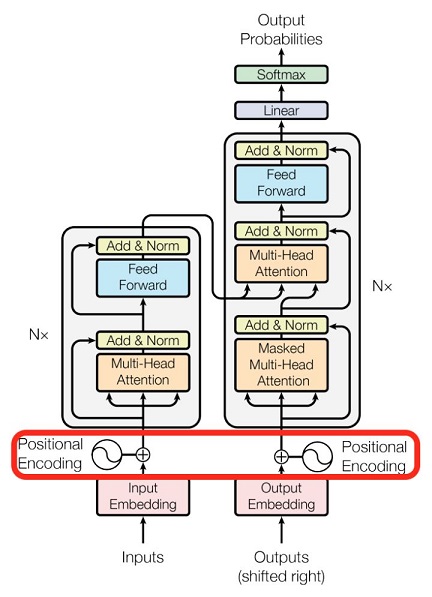 Output
Probabilities
Softmax
Linear
Add & Norm
Feed
Forward
Add & Norm
Multi-Head
Attention
Add & Norm
Masked
Multi-Head
Attention
Nx
Add & Norm
Feed
Forward
Add & Norm
Multi-Head
Attention
Nx
Positional
Encoding
Positional
Encoding
Input
Embedding
Output
Embedding
Inputs
Outputs
(shifted right)